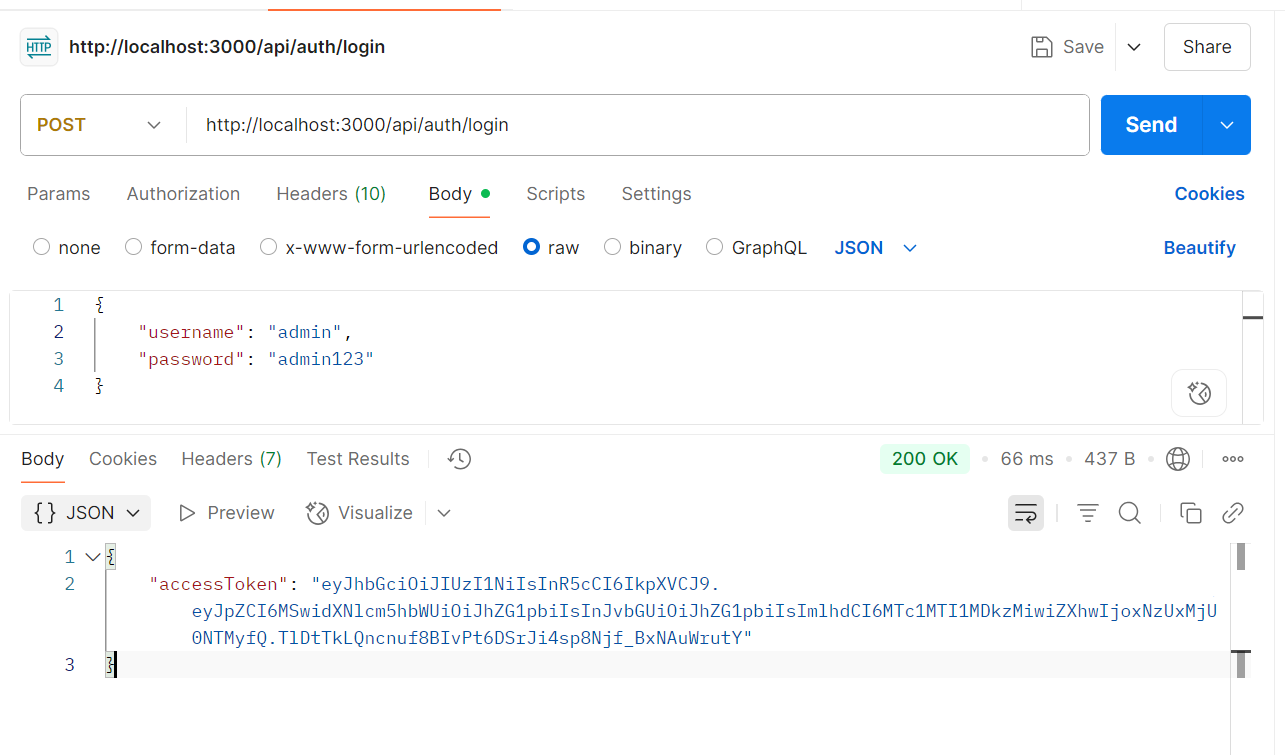 HTTP http://localhost:3000/api/auth/login Save Share
POST http://localhost:3000/api/auth/login Send
Params Authorization Headers (10) Body Scripts Settings Cookies
none form-data x-www-form-urlencoded raw binary GraphQL JSON Beautify
1 {
2 "username": "admin",
3 "password": "admin123"
4 }
Body Cookies Headers (7) Test Results 200 OK • 66 ms • 437 B
{} JSON Preview Visualize
1 {
2 "accessToken": "eyJhbGciOiJIUzI1NiIsInR5cCI6IkpXVCJ9.
eyJpZCI6MSwidXNlcm5hbWUiOiJhZG1pbiIsInJvbGUiOiJhZG1pbiIsImlhdCI6MTc1MTI1MDkzMiwiZXhwIjoxNzUxMjU
0NTMyfQ.TlDtTkLQncnuf8BIvPt6DSrJi4sp8Njf_BxNAuWrutY"
3 }